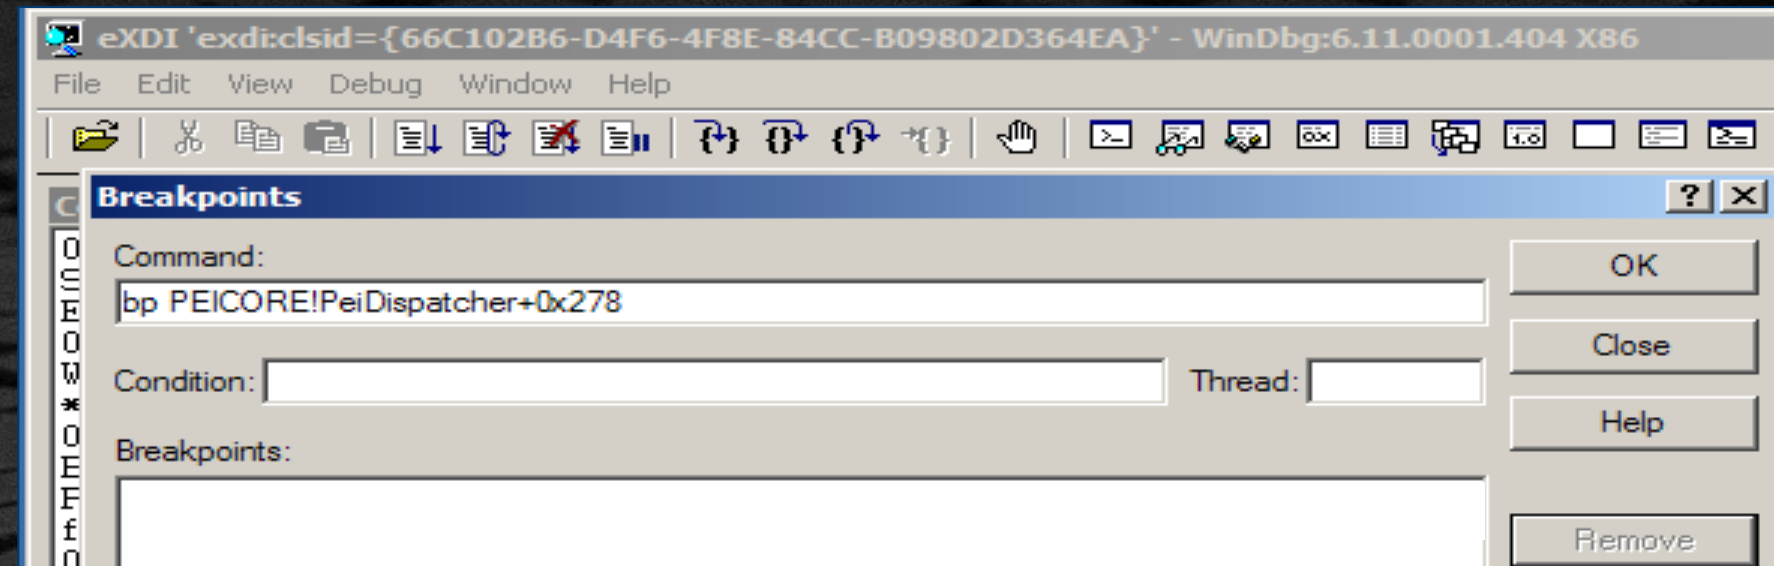 eXDI 'exdi:clsid={66C102B6-D4F6-4F8E-84CC-B09802D364EA}' - WinDbg:6.11.0001.404 X86
File Edit View Debug Window Help
Breakpoints
Command:
OK
bp PEICORE!PeiDispatcher+0x278
Close
Condition:
Thread:
Help
Breakpoints:
Remove